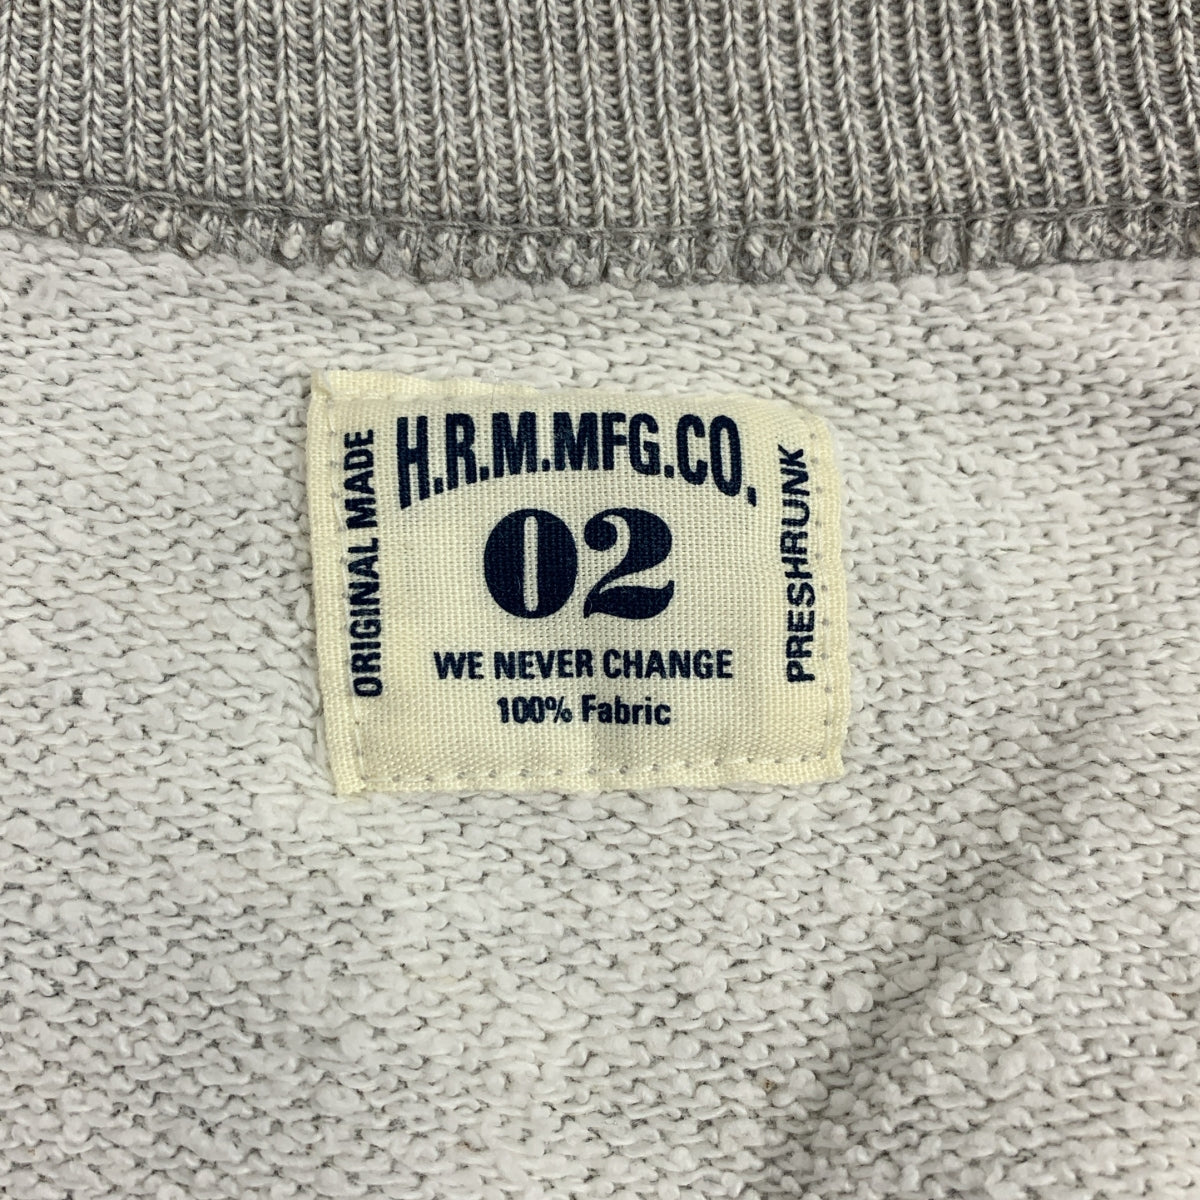 H.R.M.MFG.CO.
ORIGINAL MADE
02
PRESHRUNK
WE NEVER CHANGE
100% Fabric